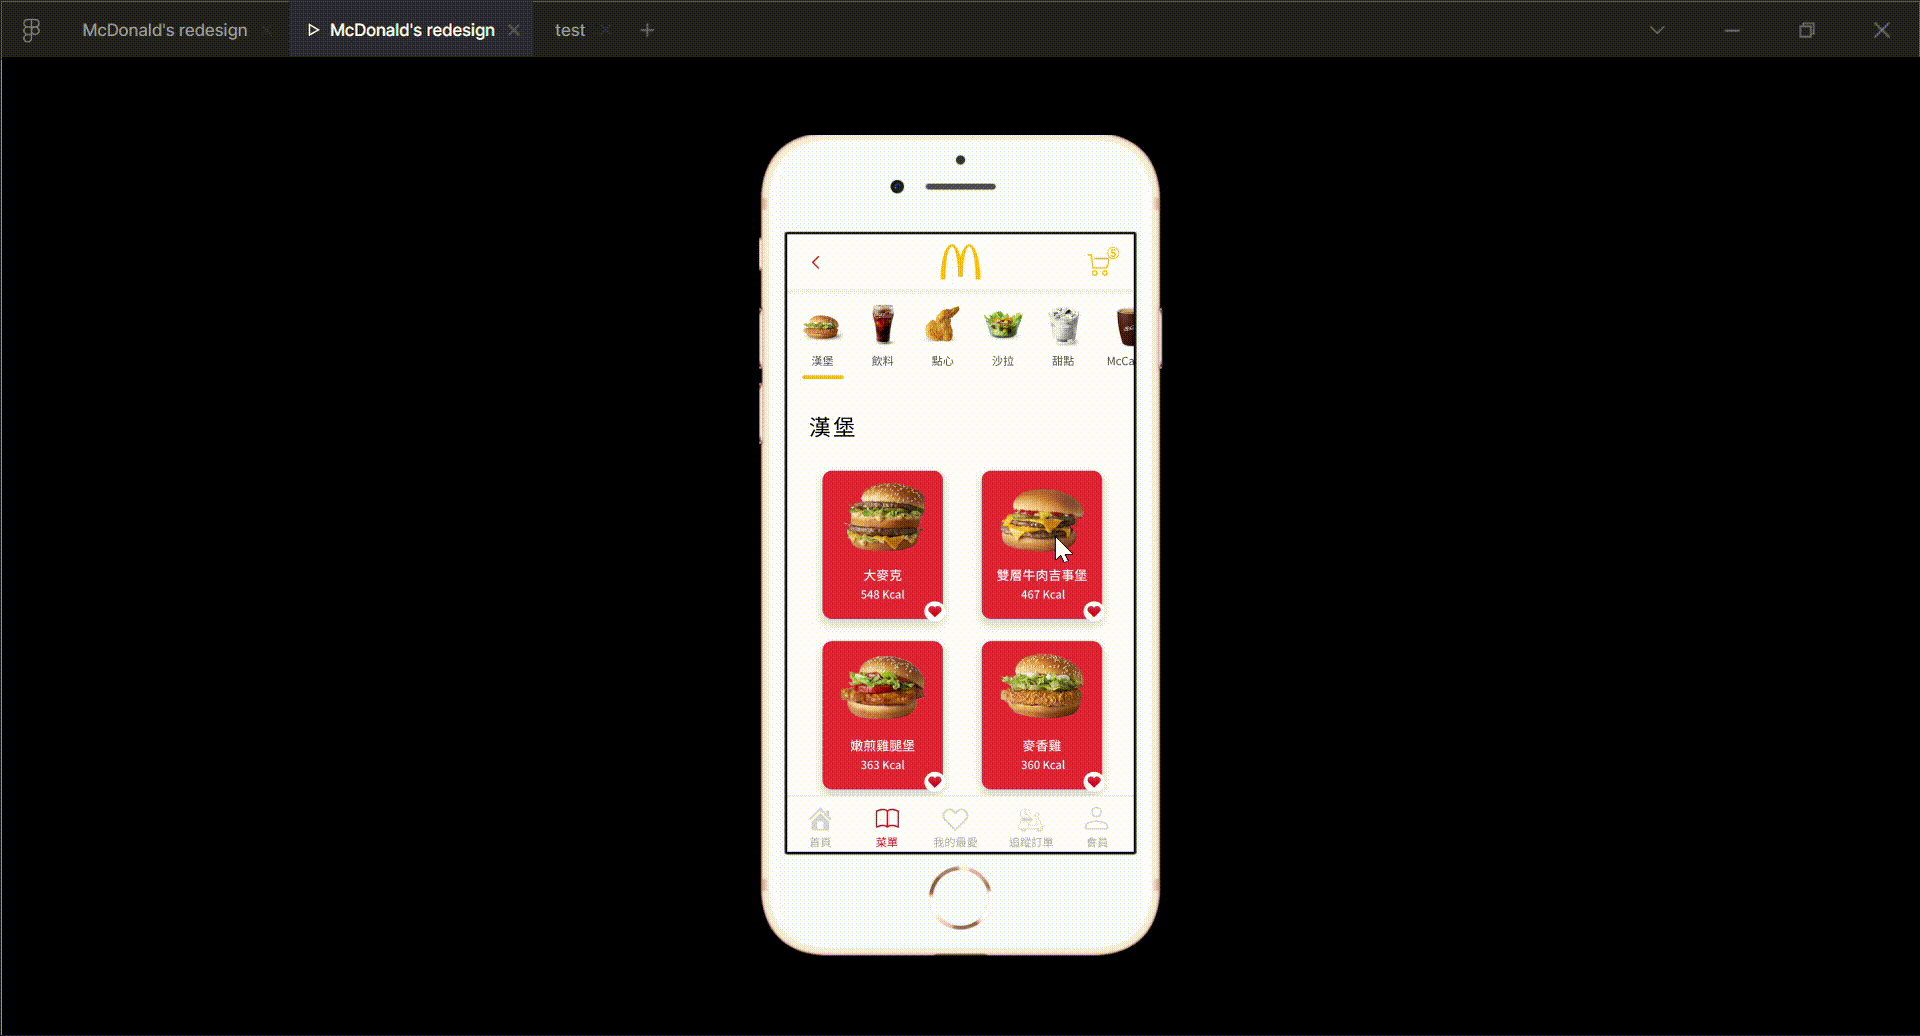 McDonald's redesign
McDonald's redesign
test
5
漢堡
飲料
點心
沙拉
甜點
McCa
漢堡
大麥克
548 Kcal
雙層牛肉吉事堡
467 Kcal
嫩煎雞腿堡
363 Kcal
麥香雞
360 Kcal
首頁
菜單
我的最愛
追蹤訂單
會員